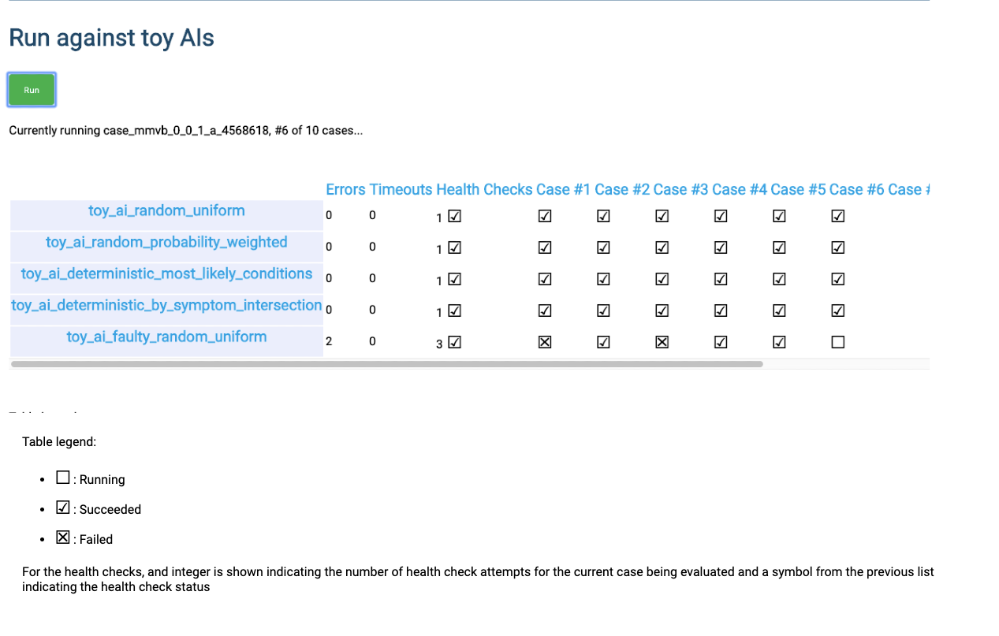 Run against toy AIs
Run
Currently running case_mmvb_0_0_1_a_4568618, #6 of 10 cases...
Errors Timeouts Health Checks Case #1 Case #2 Case #3 Case #4 Case #5 Case #6 Case
toy_ai_random_uniform 0 0 1 ☑ ☑ ☑ ☑ ☑ ☑ ☑
toy_ai_random_probability_weighted 0 0 1 ☑ ☑ ☑ ☑ ☑ ☑ ☑
toy_ai_deterministic_most_likely_conditions 0 0 1 ☑ ☑ ☑ ☑ ☑ ☑ ☑
toy_ai_deterministic_by_symptom_intersection 0 0 1 ☑ ☑ ☑ ☑ ☑ ☑ ☑
toy_ai_faulty_random_uniform 2 0 3 ☑ ☒ ☑ ☒ ☑ ☑ ☐
Table legend:
• ☐ : Running
• ☑ : Succeeded
• ☒ : Failed
For the health checks, and integer is shown indicating the number of health check attempts for the current case being evaluated and a symbol from the previous list
indicating the health check status